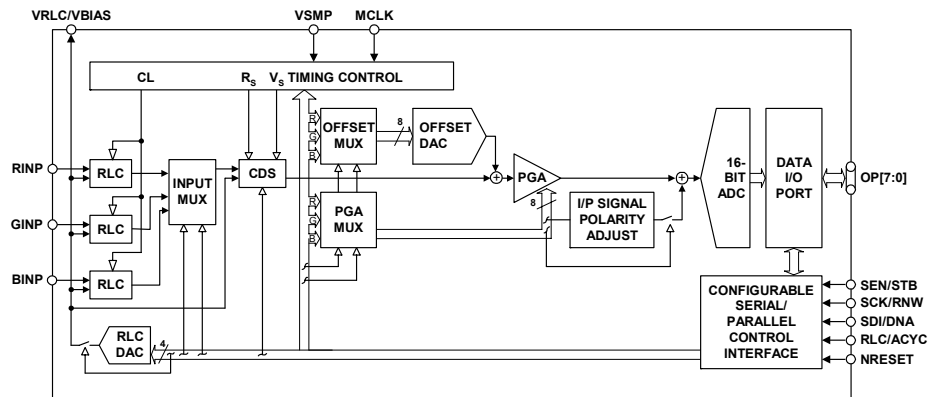 VRLC/VBIAS
VSMP
MCLK
CL
RS
VS TIMING CONTROL
R
G
B
OFFSET
MUX
8
OFFSET
DAC
RINP
RLC
INPUT
MUX
CDS
+
PGA
+
16-
BIT
ADC
DATA
I/O
PORT
OP[7:0]
GINP
RLC
R
G
B
PGA
MUX
8
I/P SIGNAL
POLARITY
ADJUST
BINP
RLC
CONFIGURABLE
SERIAL/
PARALLEL
CONTROL
INTERFACE
SEN/STB
SCK/RNW
SDI/DNA
RLC/ACYC
NRESET
RLC
DAC
4